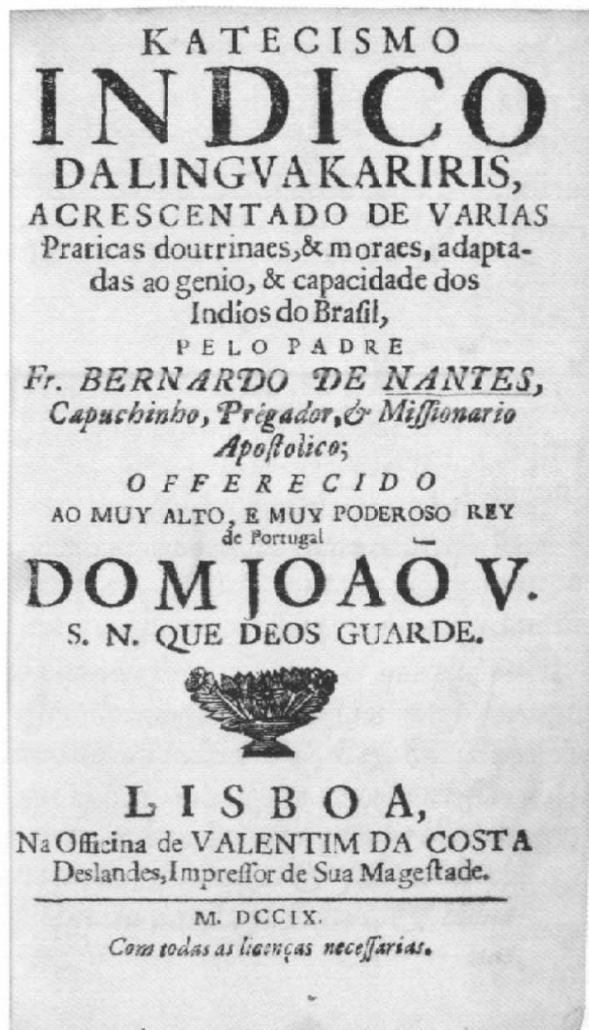 KATECISMO
INDICO
DA LINGVA KARIRIS,
ACRESCENTADO DE VARIAS
Praticas doutrinaes, & moraes, adapta-
das ao genio, & capacidade dos
Indios do Braſil,
PELO PADRE
Fr. BERNARDO DE NANTES,
Capuchinho, Prégador, & Miſſionario
Apoſtolico;
OFFERECIDO
AO MUY ALTO, E MUY PODEROSO REY
de Portugal
DOM JOAÕ V.
S. N. QUE DEOS GUARDE.
LISBOA,
Na Officina de VALENTIM DA COSTA
Deslandes, Impreſſor de Sua Mageſtade.
M. DCCIX.
Com todas as licenças neceſſarias.